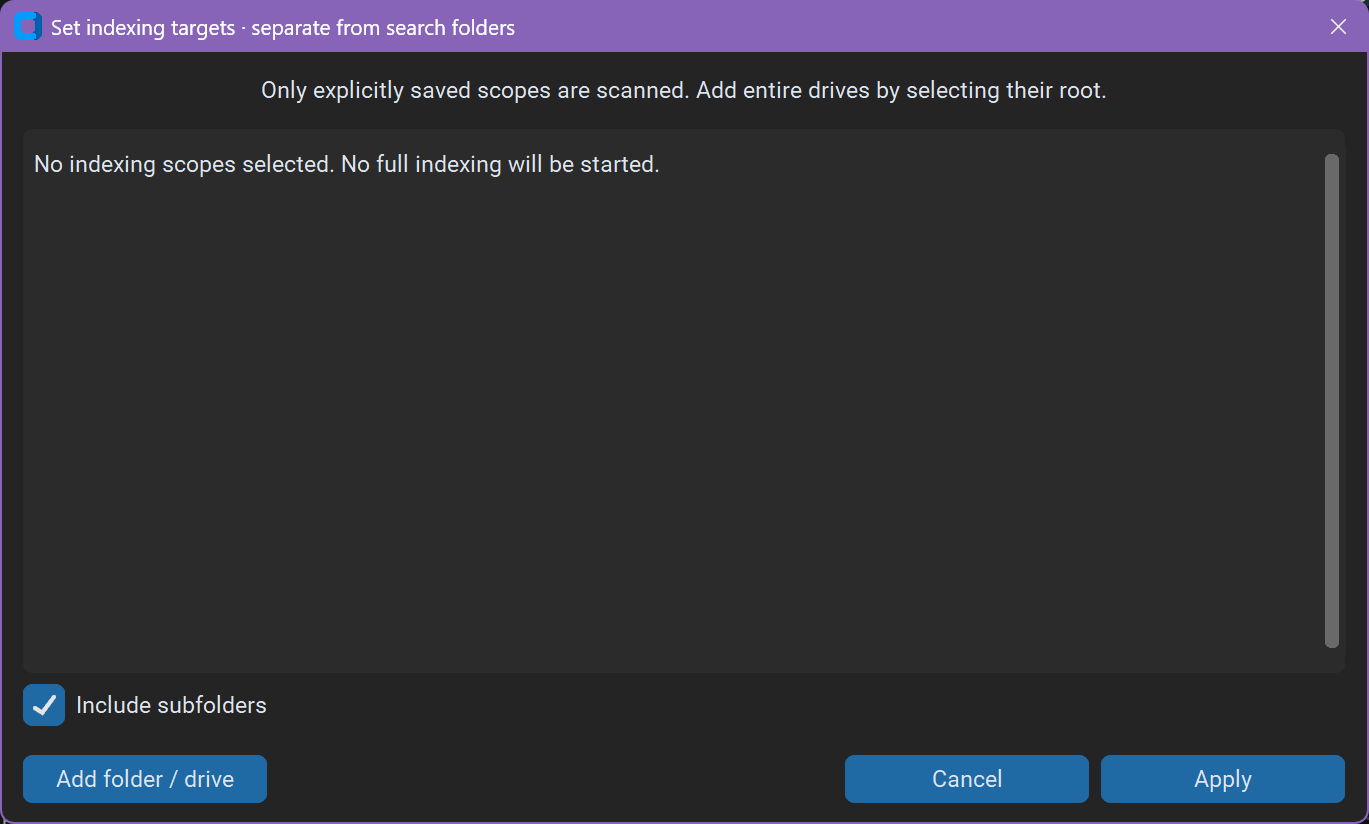 Set indexing targets · separate from search folders
Only explicitly saved scopes are scanned. Add entire drives by selecting their root.
No indexing scopes selected. No full indexing will be started.
Include subfolders
Add folder / drive
Cancel
Apply